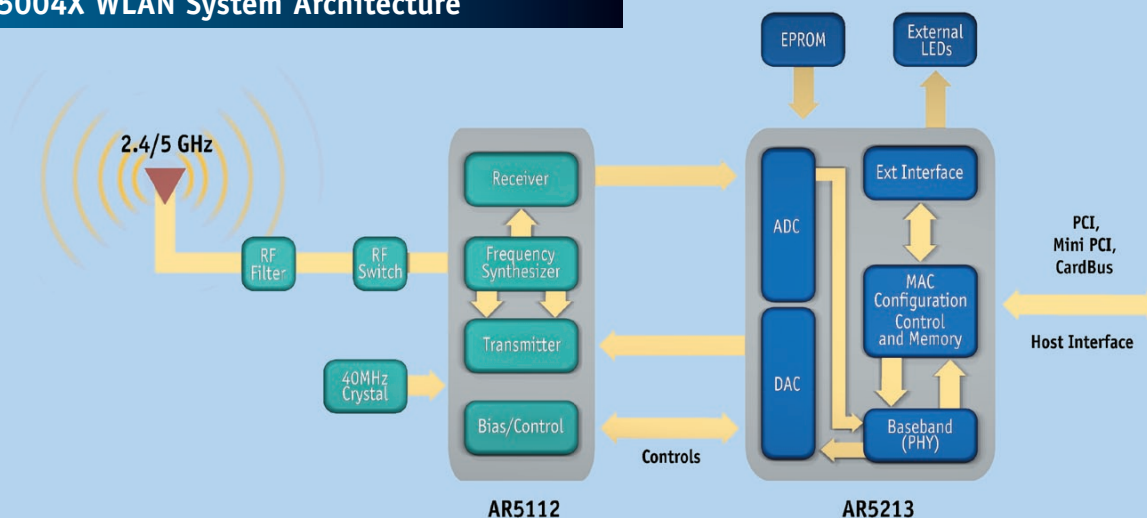 5004X WLAN System Architecture
EPROM
External
LEDs
2.4/5 GHz
Receiver
Ext Interface
ADC
PCI,
Mini PCI,
CardBus
RF
Filter
RF
Switch
Frequency
Synthesizer
MAC
Configuration
Control
and Memory
Host Interface
Transmitter
40MHz
Crystal
DAC
Bias/Control
Baseband
(PHY)
Controls
AR5112
AR5213